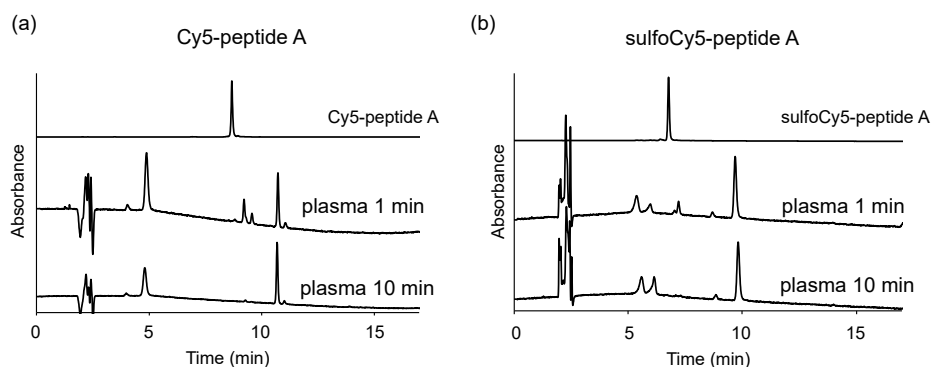 (a)
Cy5-peptide A
Absorbance
Cy5-peptide A
plasma 1 min
plasma 10 min
0 5 10 15
Time (min)
(b)
sulfoCy5-peptide A
Absorbance
sulfoCy5-peptide A
plasma 1 min
plasma 10 min
0 5 10 15
Time (min)